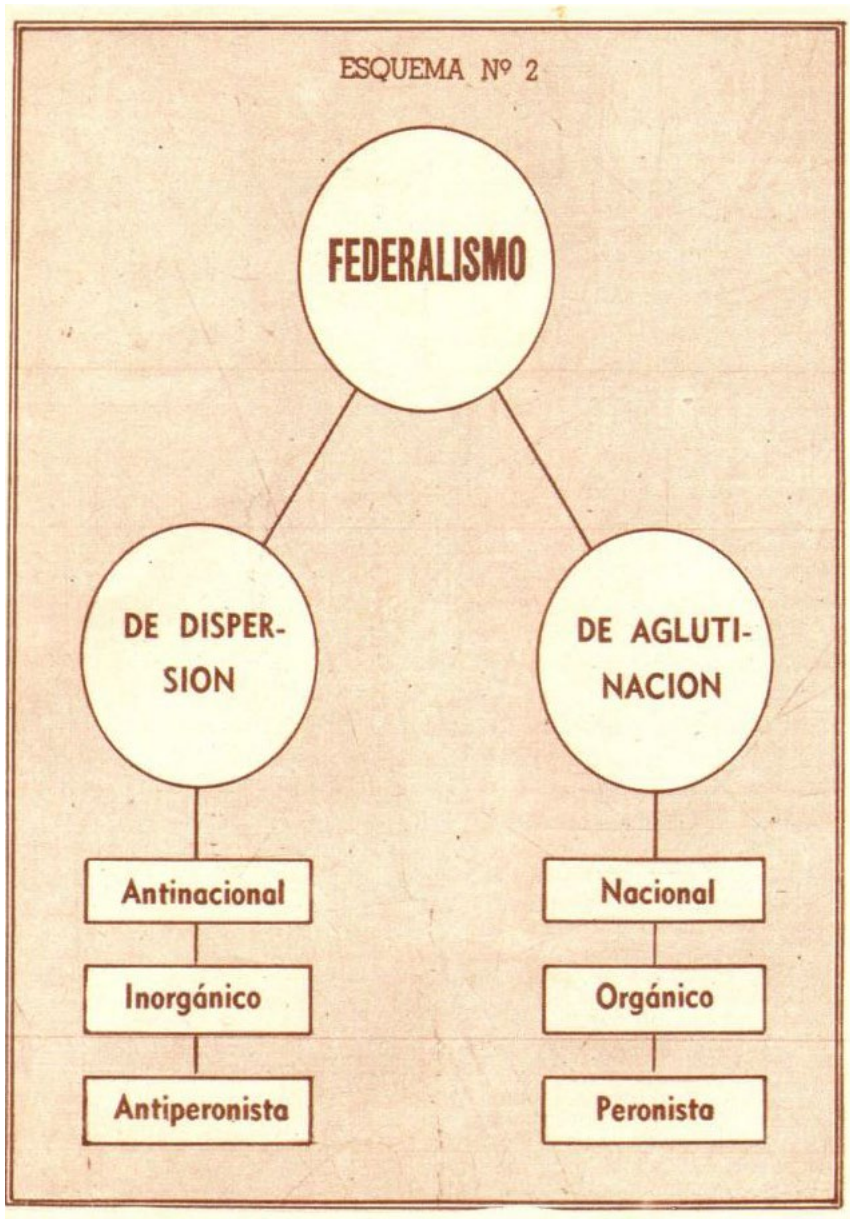 ESQUEMA Nº 2
FEDERALISMO
DE DISPER-
SION
DE AGLUTI-
NACION
Antinacional
Nacional
Inorgánico
Orgánico
Antiperonista
Peronista